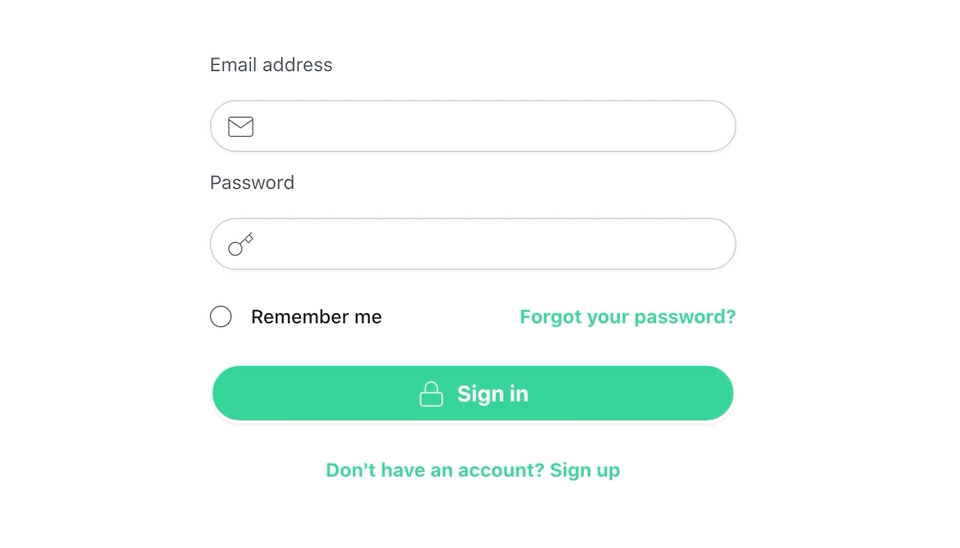 Email address
Password
Remember me
Forgot your password?
Sign in
Don't have an account? Sign up